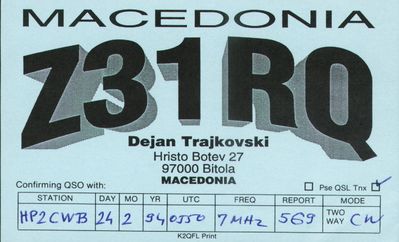 MACEDONIA
Z31RQ
Dejan Trajkovski
Hristo Botev 27
97000 Bitola
MACEDONIA
Confirming QSO with: Pse QSL Tnx
STATION DAY MO YR UTC FREQ REPORT MODE
HP2CWB 24 2 94 0550 7MHz 569 TWO WAY CW
K2QFL Print